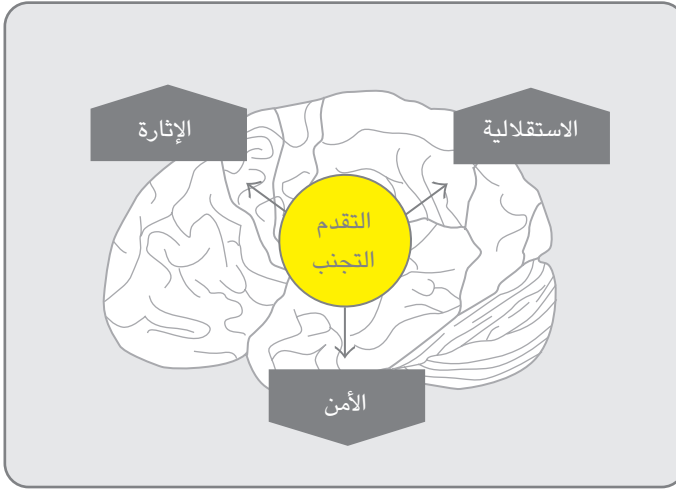 الاستقلالية
الإثارة
التقدم
التجنب
الأمن